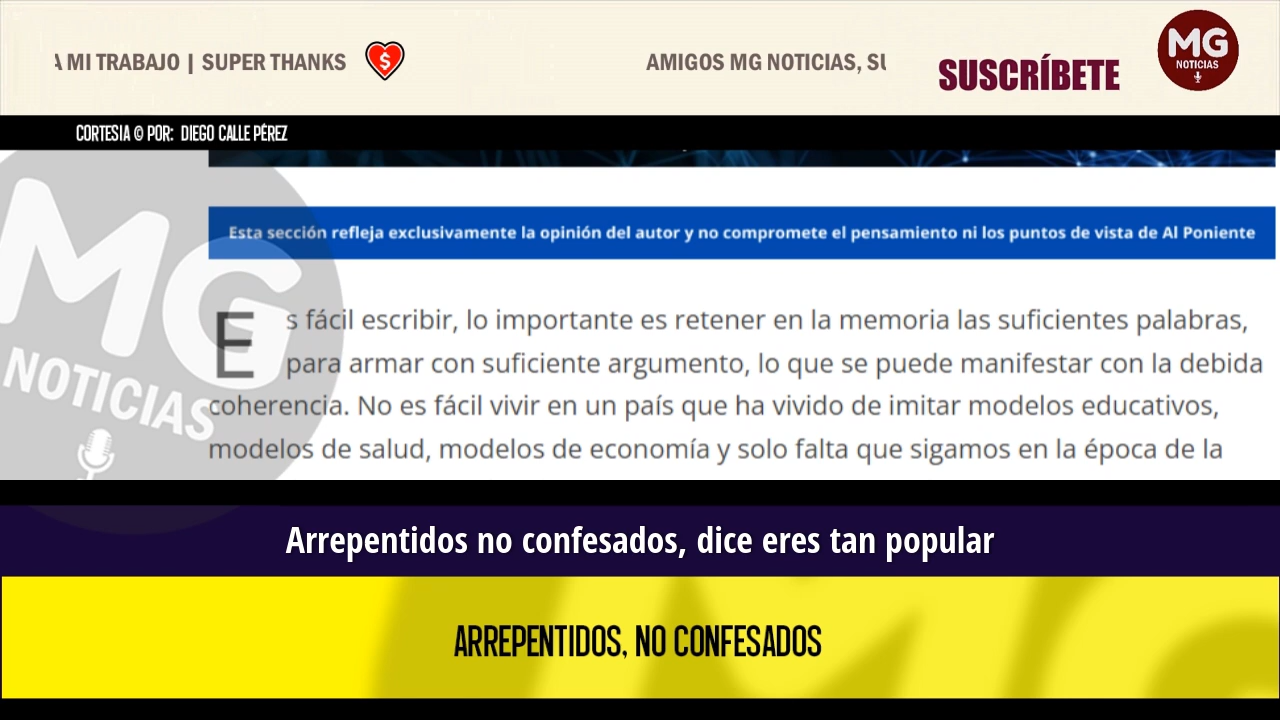 A MI TRABAJO | SUPER THANKS
AMIGOS MG NOTICIAS, SU
SUSCRÍBETE
MG
NOTICIAS
CORTESIA © POR: DIEGO CALLE PÉREZ
Esta sección refleja exclusivamente la opinión del autor y no compromete el pensamiento ni los puntos de vista de Al Poniente
MG
NOTICIAS
Es fácil escribir, lo importante es retener en la memoria las suficientes palabras,
para armar con suficiente argumento, lo que se puede manifestar con la debida
coherencia. No es fácil vivir en un país que ha vivido de imitar modelos educativos,
modelos de salud, modelos de economía y solo falta que sigamos en la época de la
Arrepentidos no confesados, dice eres tan popular
ARREPENTIDOS, NO CONFESADOS